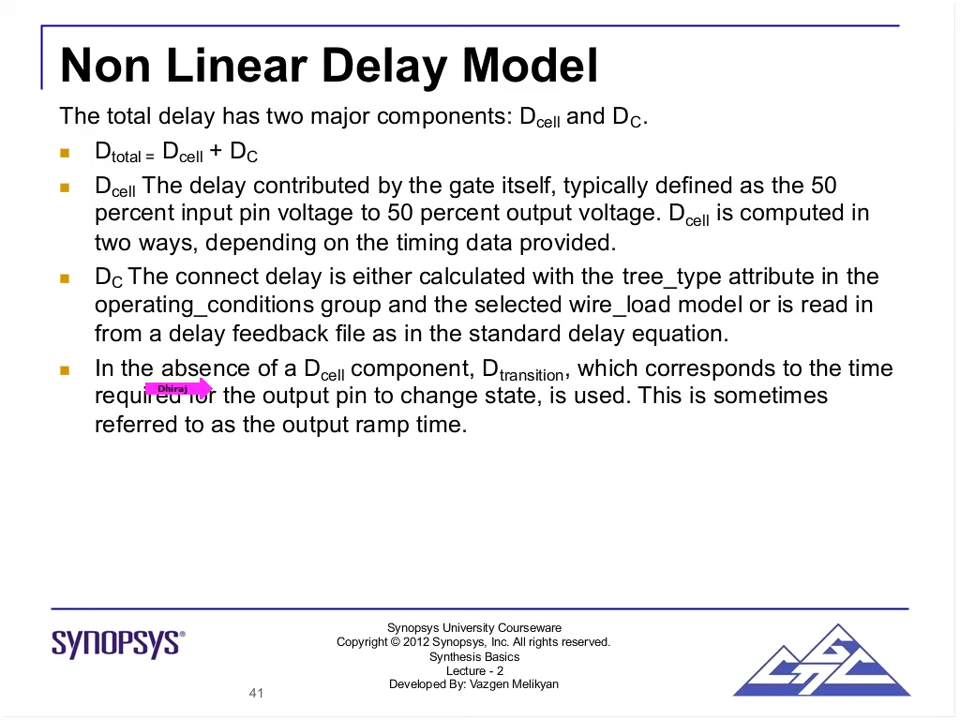 Non Linear Delay Model
The total delay has two major components: Dcell and DC.
Dtotal = Dcell + DC
Dcell The delay contributed by the gate itself, typically defined as the 50
percent input pin voltage to 50 percent output voltage. Dcell is computed in
two ways, depending on the timing data provided.
DC The connect delay is either calculated with the tree_type attribute in the
operating_conditions group and the selected wire_load model or is read in
from a delay feedback file as in the standard delay equation.
In the absence of a Dcell component, Dtransition, which corresponds to the time
Dhiraj
required for the output pin to change state, is used. This is sometimes
referred to as the output ramp time.
SYNOPSYS®
Synopsys University Courseware
Copyright © 2012 Synopsys, Inc. All rights reserved.
Synthesis Basics
Lecture - 2
Developed By: Vazgen Melikyan
41